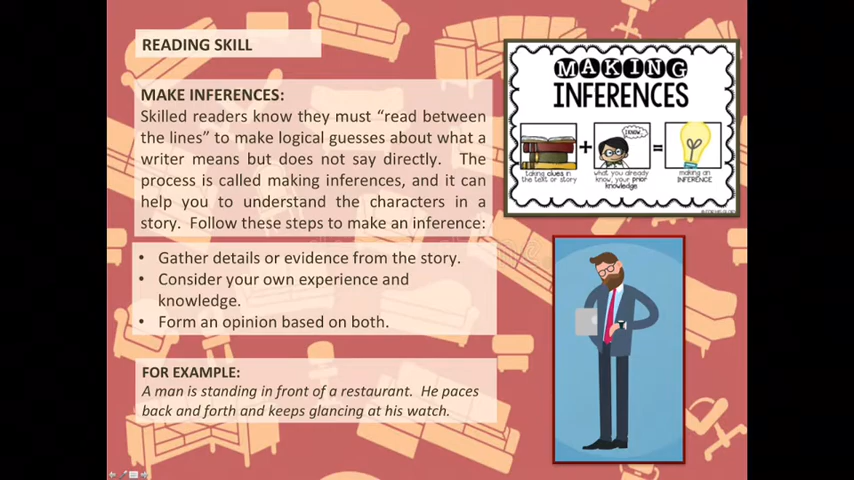 READING SKILL
MAKE INFERENCES:
Skilled readers know they must “read between
the lines” to make logical guesses about what a
writer means but does not say directly. The
process is called making inferences, and it can
help you to understand the characters in a
story. Follow these steps to make an inference:
• Gather details or evidence from the story.
• Consider your own experience and
knowledge.
• Form an opinion based on both.
FOR EXAMPLE:
A man is standing in front of a restaurant. He paces
back and forth and keeps glancing at his watch.
MAKING
INFERENCES
I KNOW...
+
=
taking clues in
the text or story
what you already
know, your prior
knowledge
making an
INFERENCE